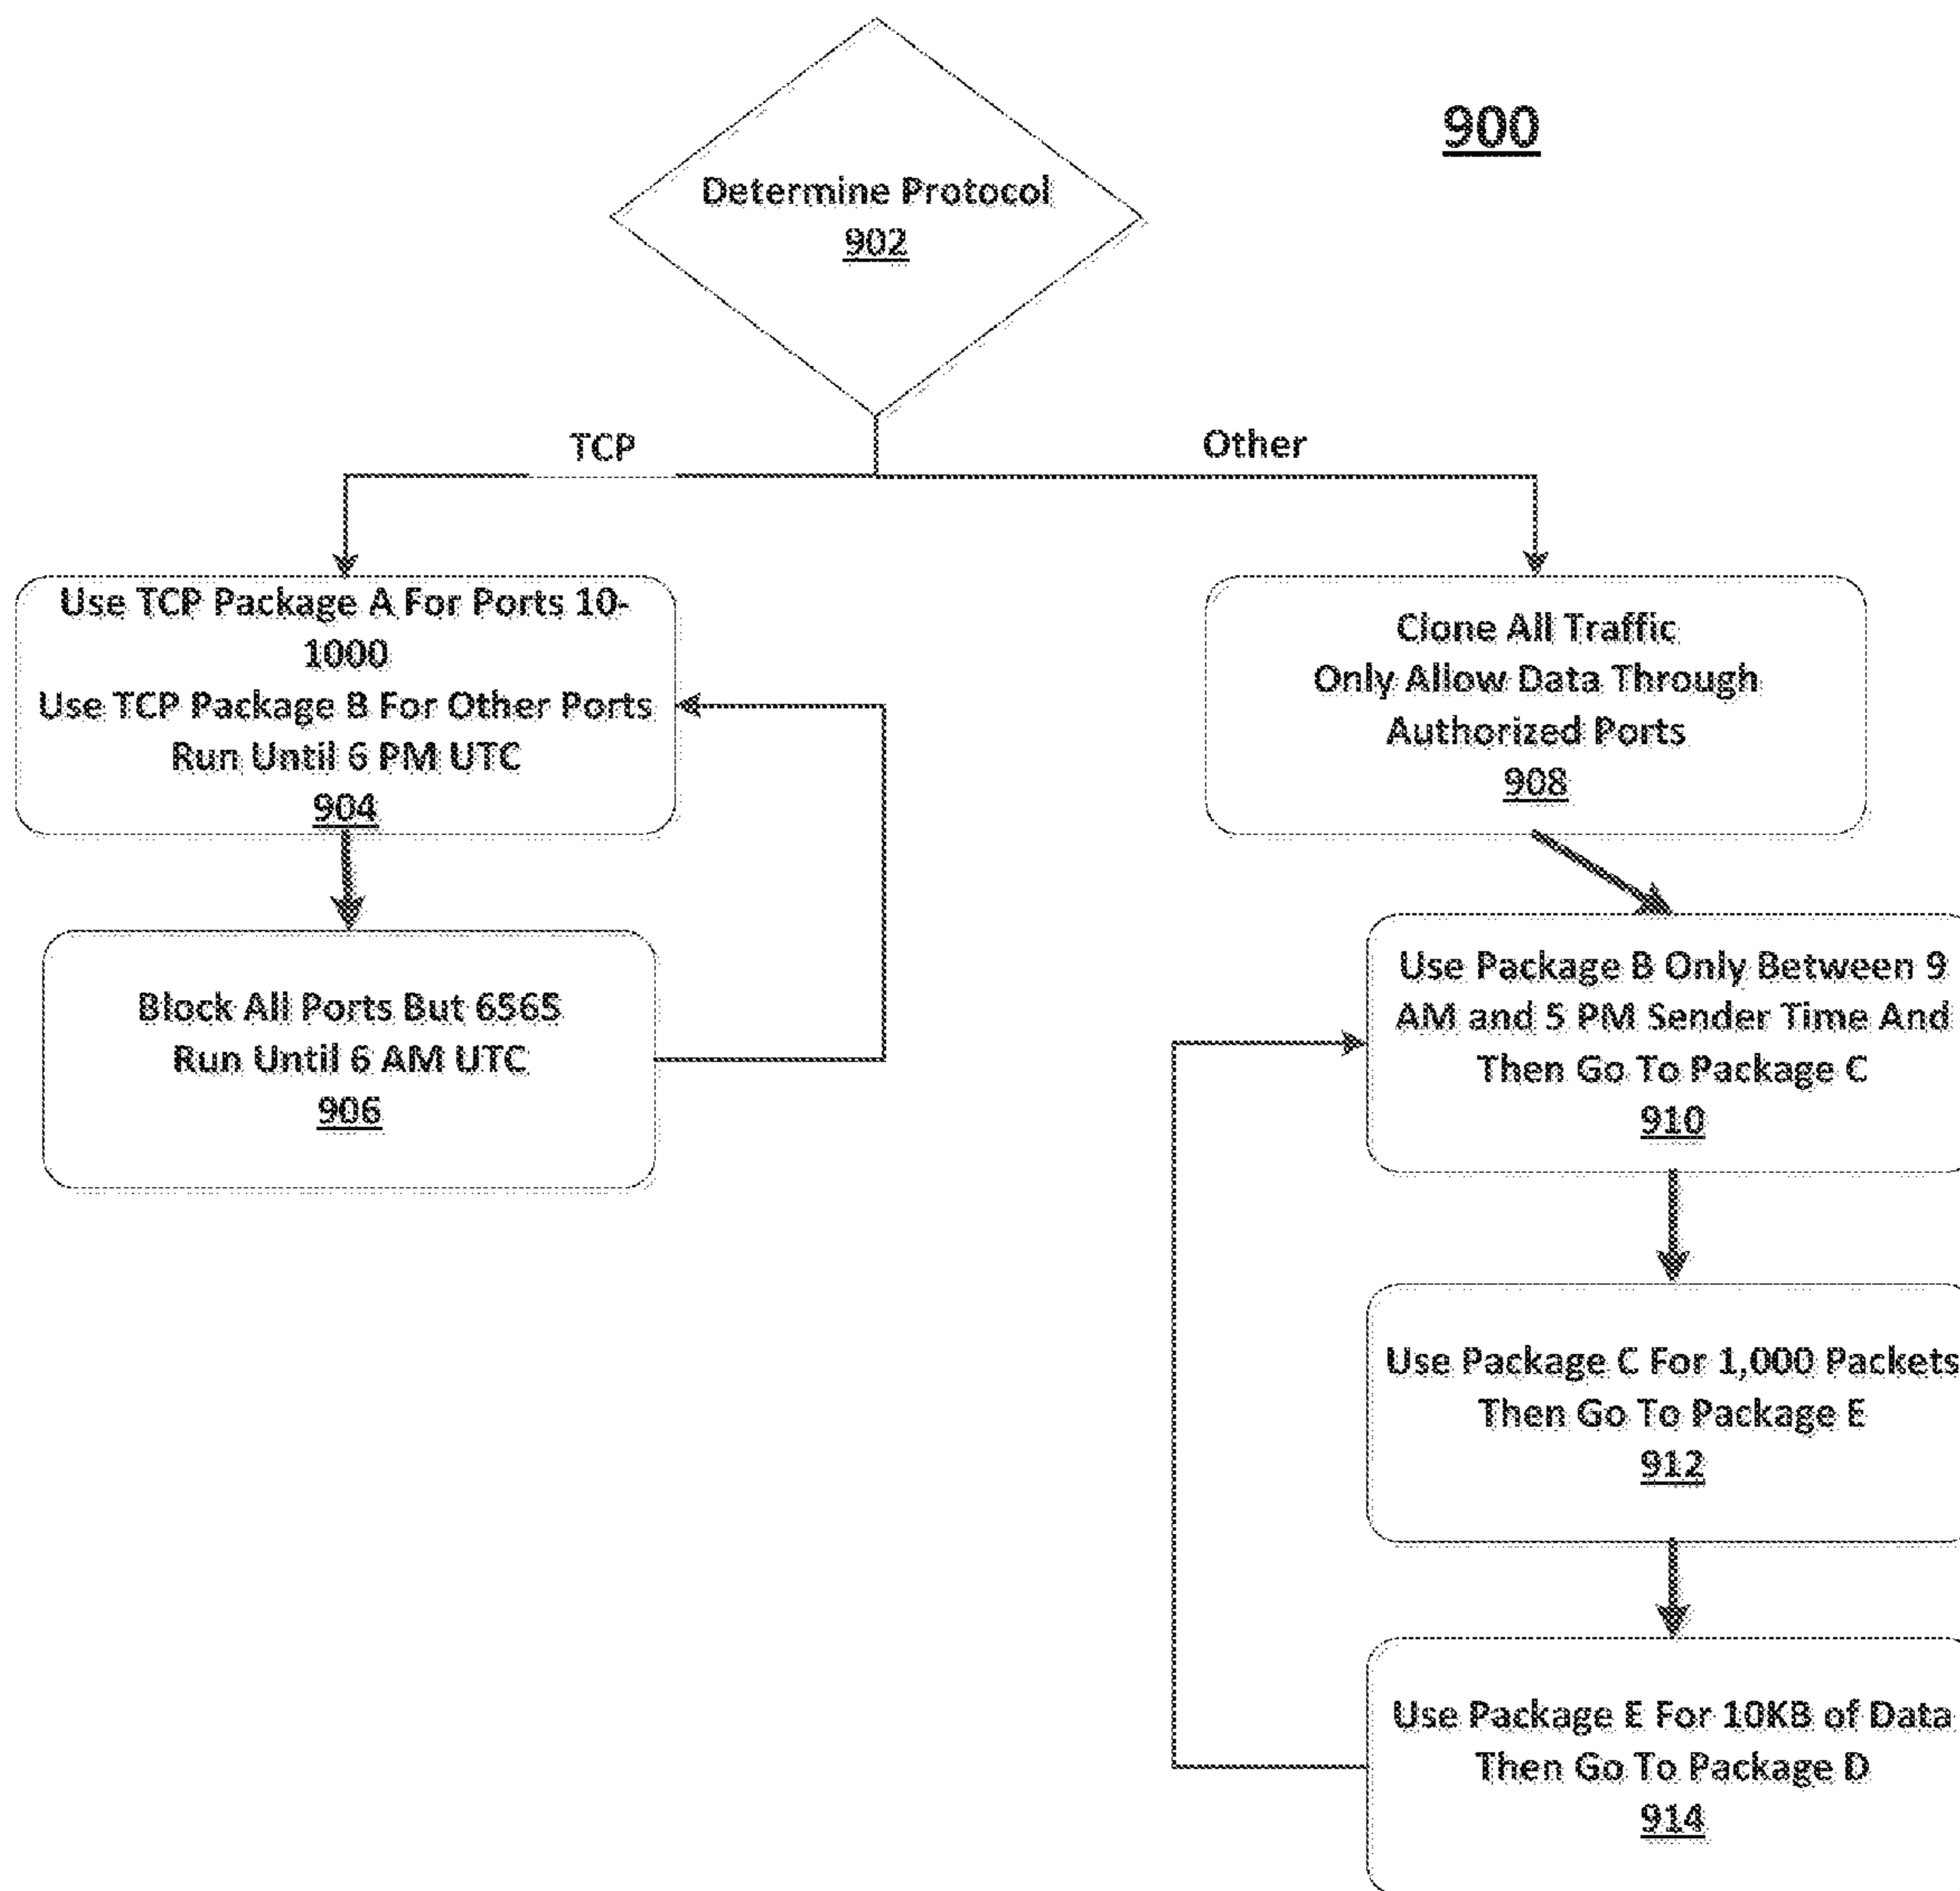 900
Determine Protocol
902
TCP
Other
Use TCP Package A For Ports 10-
1000
Use TCP Package B For Other Ports
Run Until 6 PM UTC
904
Clone All Traffic
Only Allow Data Through
Authorized Ports
908
Block All Ports But 6565
Run Until 6 AM UTC
906
Use Package B Only Between 9
AM and 5 PM Sender Time And
Then Go To Package C
910
Use Package C For 1,000 Packets
Then Go To Package E
912
Use Package E For 10KB of Data
Then Go To Package D
914